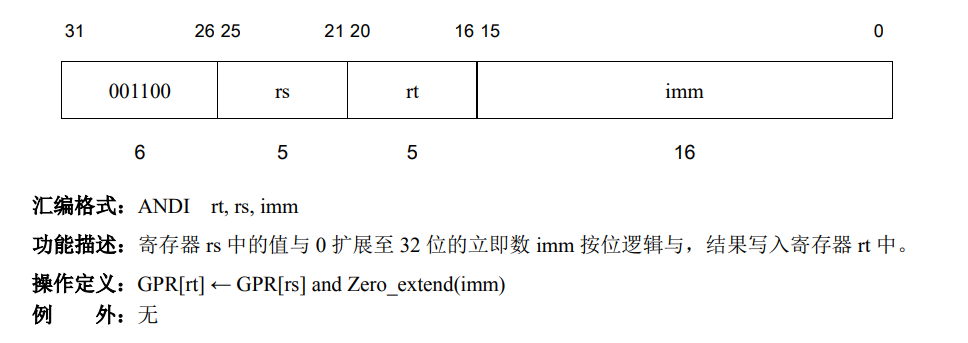 31 26 25 21 20 16 15 0
001100 rs rt imm
6 5 5 16
汇编格式：ANDI rt, rs, imm
功能描述：寄存器 rs 中的值与 0 扩展至 32 位的立即数 imm 按位逻辑与，结果写入寄存器 rt 中。
操作定义：GPR[rt] ← GPR[rs] and Zero_extend(imm)
例 外：无